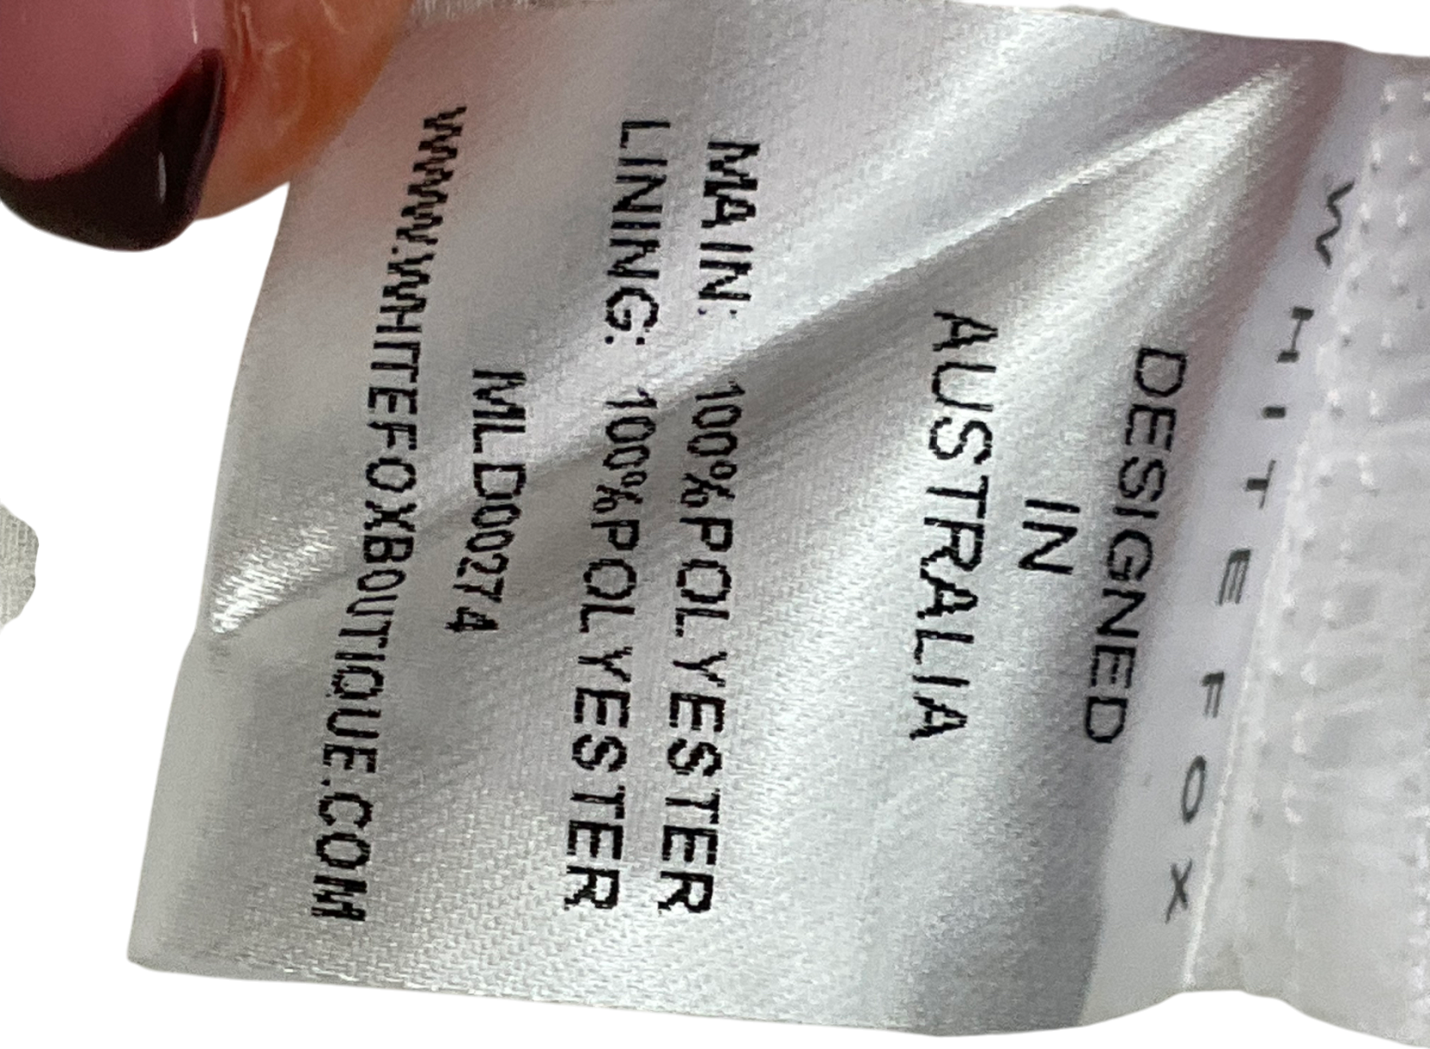 WHITE FOX
DESIGNED
IN
AUSTRALIA
MAIN: 100%POLYESTER
LINING: 100%POLYESTER
MLD00274
WWW.WHITEFOXBOUTIQUE.COM